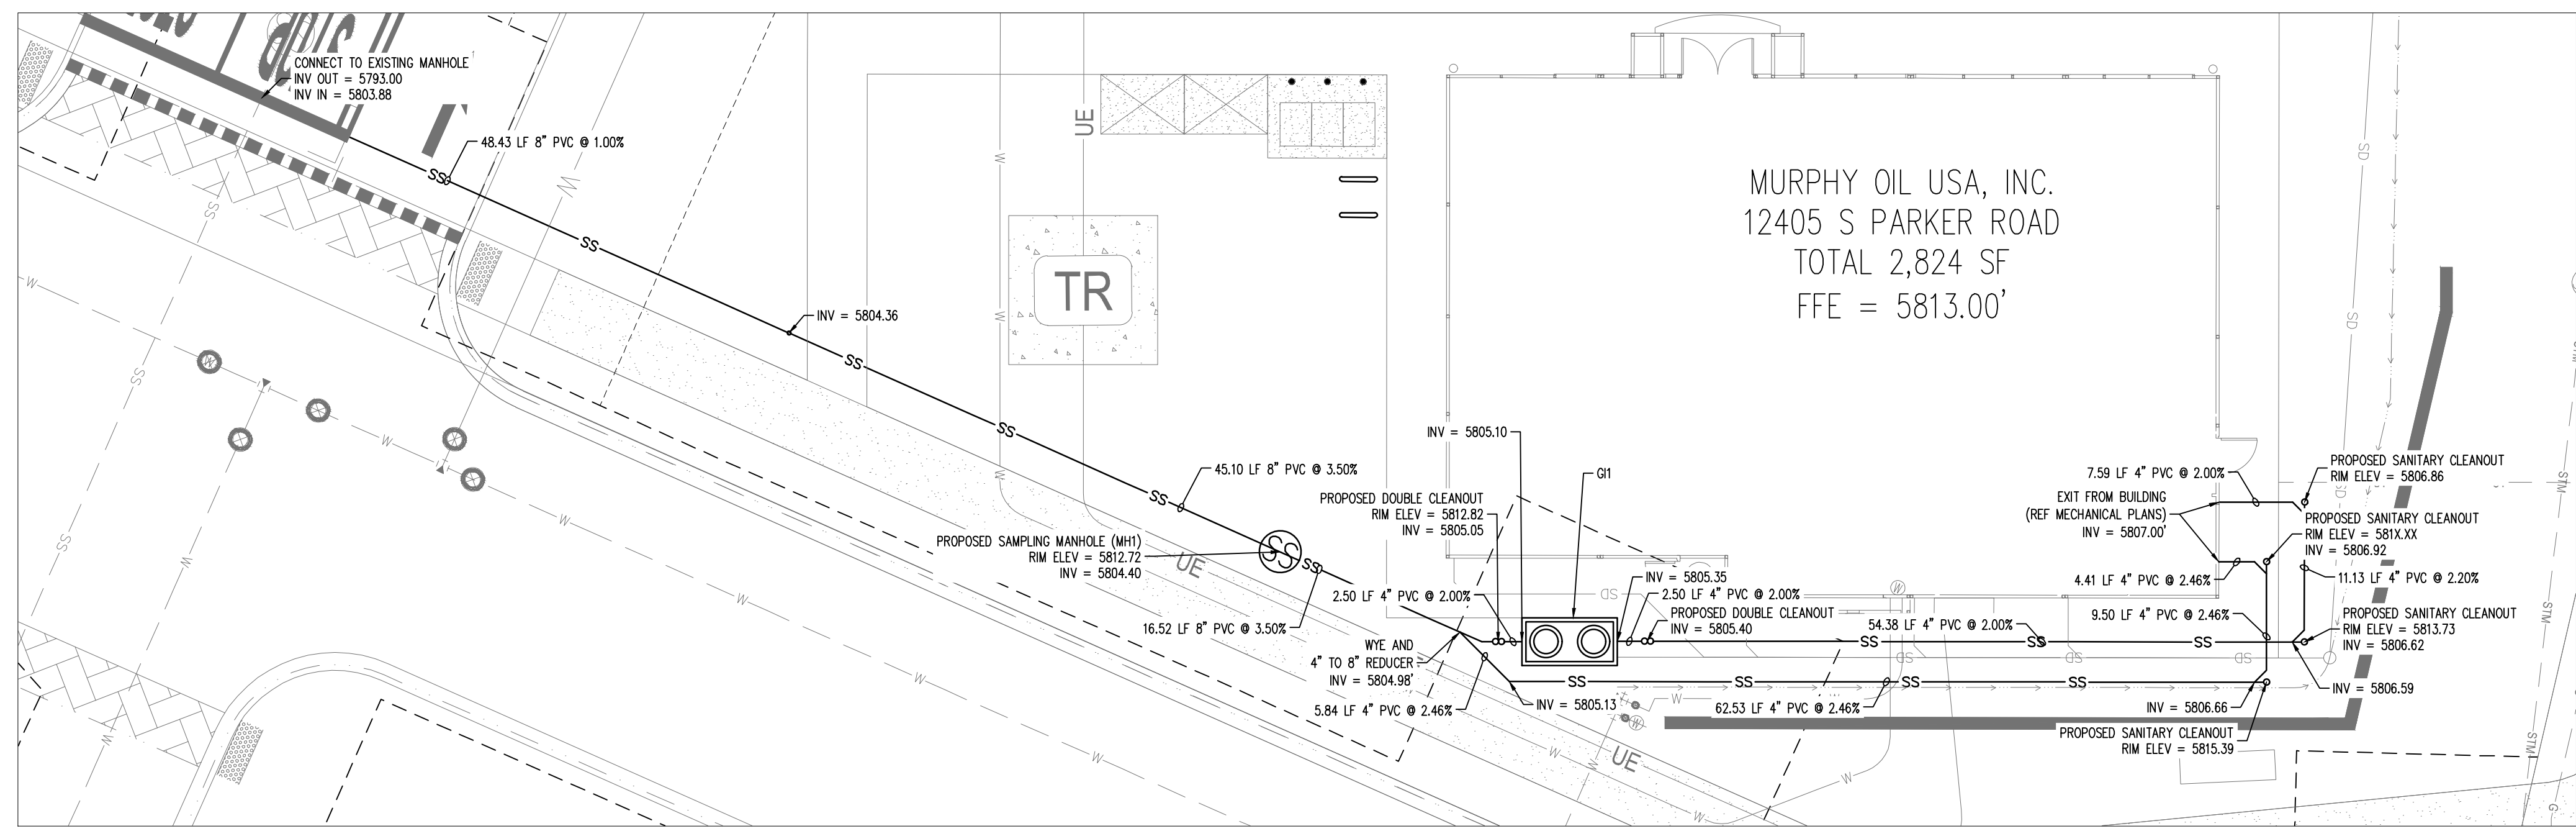 CONNECT TO EXISTING MANHOLE
INV OUT = 5793.00
INV IN = 5803.88
48.43 LF 8" PVC @ 1.00%
SS
SS
INV = 5804.36
SS
SS
SS
45.10 LF 8" PVC @ 3.50%
PROPOSED SAMPLING MANHOLE (MH1)
RIM ELEV = 5812.72
INV = 5804.40
SS
SS
16.52 LF 8" PVC @ 3.50%
UE
TR
UE
UE
MURPHY OIL USA, INC.
12405 S PARKER ROAD
TOTAL 2,824 SF
FFE = 5813.00'
INV = 5805.10
GI1
PROPOSED DOUBLE CLEANOUT
RIM ELEV = 5812.82
INV = 5805.05
2.50 LF 4" PVC @ 2.00%
WYE AND
4" TO 8" REDUCER
INV = 5804.98'
5.84 LF 4" PVC @ 2.46%
INV = 5805.13
INV = 5805.35
2.50 LF 4" PVC @ 2.00%
PROPOSED DOUBLE CLEANOUT
INV = 5805.40
54.38 LF 4" PVC @ 2.00%
SS
SS
SS
SS
SS
SS
SS
62.53 LF 4" PVC @ 2.46%
7.59 LF 4" PVC @ 2.00%
EXIT FROM BUILDING
(REF MECHANICAL PLANS)
INV = 5807.00'
4.41 LF 4" PVC @ 2.46%
9.50 LF 4" PVC @ 2.46%
PROPOSED SANITARY CLEANOUT
RIM ELEV = 5806.86
PROPOSED SANITARY CLEANOUT
RIM ELEV = 581X.XX
INV = 5806.92
11.13 LF 4" PVC @ 2.20%
PROPOSED SANITARY CLEANOUT
RIM ELEV = 5813.73
INV = 5806.62
INV = 5806.59
INV = 5806.66
PROPOSED SANITARY CLEANOUT
RIM ELEV = 5815.39
SS
SS
SS
W
W
W
W
W
W
W
W
W
W
W
W
SD
SD
SD
SD
SD
SD
SD
STM
STM
STM
STM
G